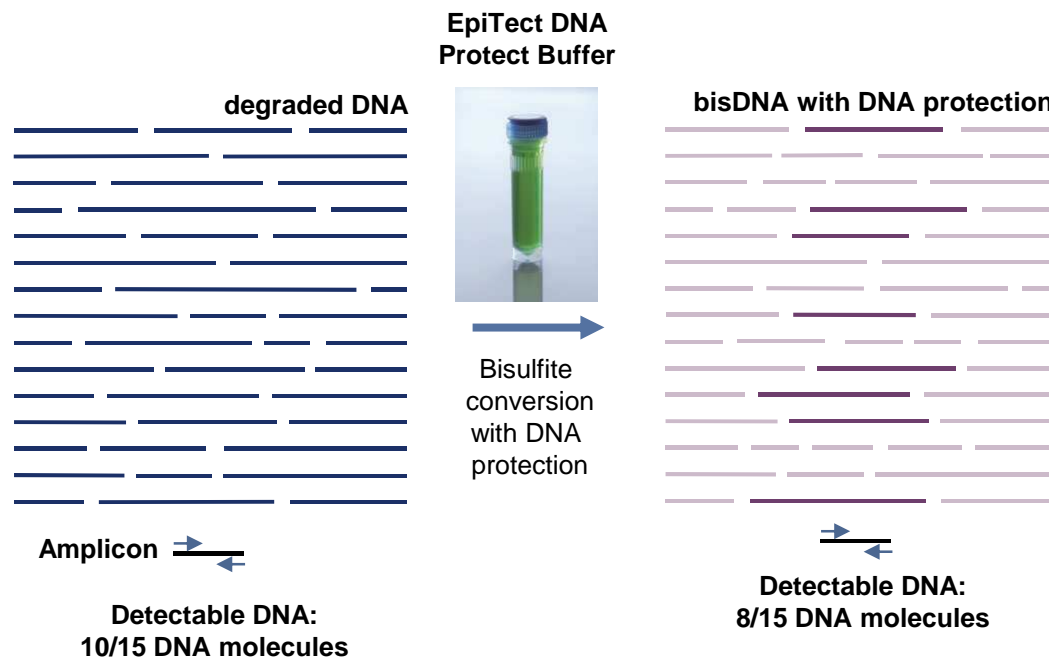 EpiTect DNA
Protect Buffer
degraded DNA
bisDNA with DNA protection
Bisulfite
conversion
with DNA
protection
Amplicon
Detectable DNA:
10/15 DNA molecules
Detectable DNA:
8/15 DNA molecules